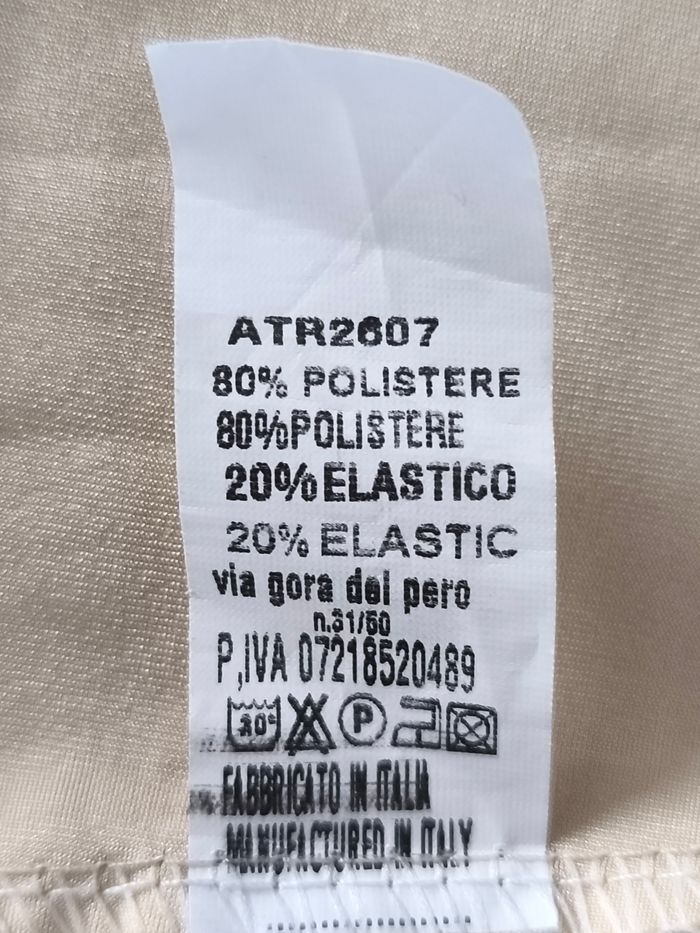 ATR2607
80% POLISTERE
80%POLISTERE
20%ELASTICO
20% ELASTIC
via gora del pero
n.31/50
P,IVA 07218520489
30° P
FABBRICATO IN ITALIA
MANUFACTURED IN ITALY